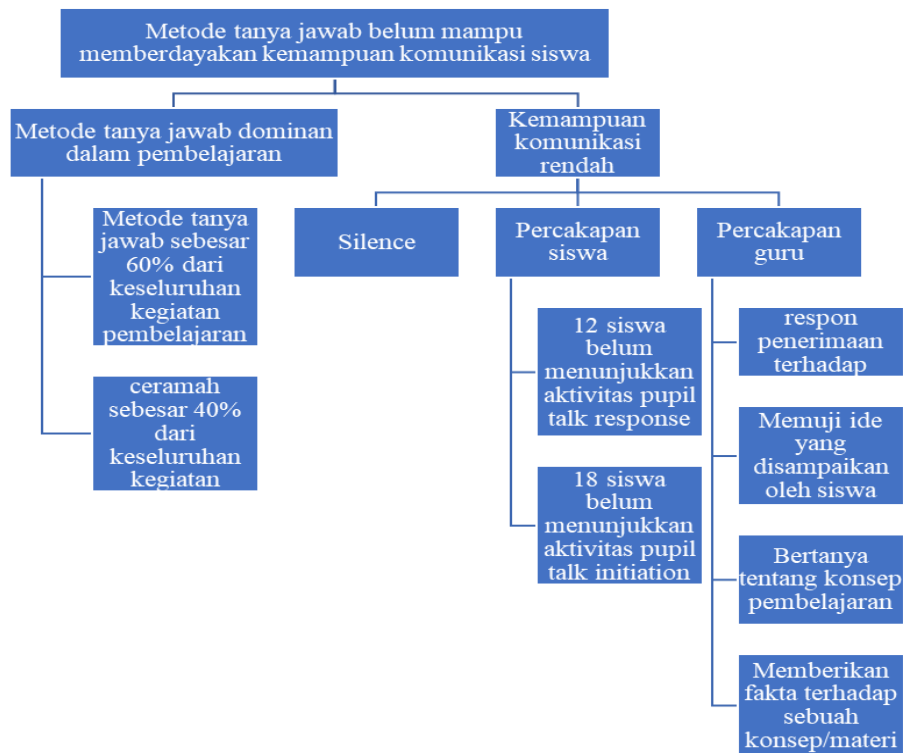 Metode tanya jawab belum mampu
memberdayakan kemampuan komunikasi siswa
Metode tanya jawab dominan
dalam pembelajaran
Metode tanya
jawab sebesar
60% dari
keseluruhan
kegiatan
pembelajaran
ceramah
sebesar 40%
dari
keseluruhan
kegiatan
Kemampuan
komunikasi
rendah
Silence
Percakapan
siswa
12 siswa
belum
menunjukkan
aktivitas pupil
talk response
18 siswa
belum
menunjukkan
aktivitas pupil
talk initiation
Percakapan
guru
respon
penerimaan
terhadap
Memuji ide
yang
disampaikan
oleh siswa
Bertanya
tentang konsep
pembelajaran
Memberikan
fakta terhadap
sebuah
konsep/materi